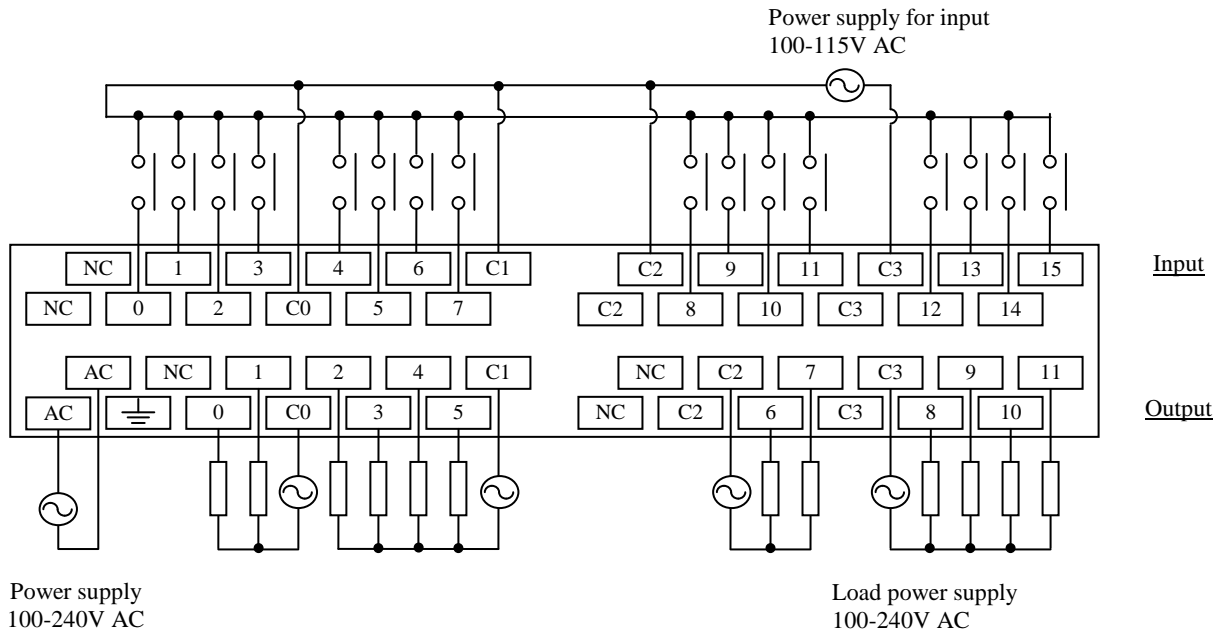 Power supply for input
100-115V AC
NC 1 3 4 6 C1 C2 9 11 C3 13 15
Input
NC 0 2 C0 5 7 C2 8 10 C3 12 14
AC NC 1 2 4 C1 NC C2 7 C3 9 11
AC 0 C0 3 5 NC C2 6 C3 8 10
Output
Power supply
100-240V AC
Load power supply
100-240V AC